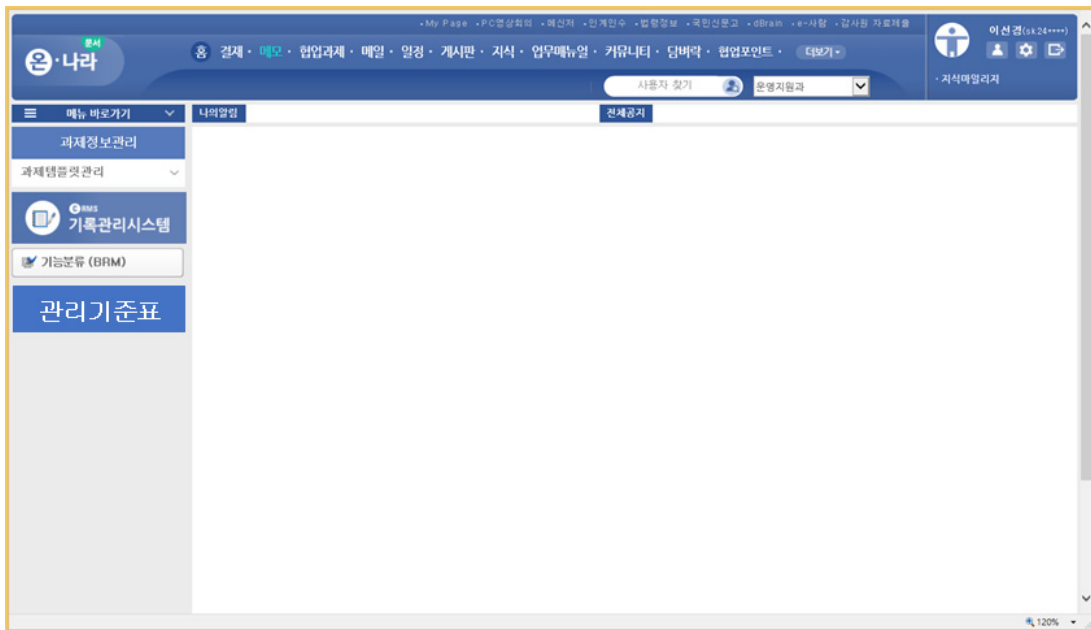 •My Page •PC영상회의 •메신저 •인계인수 •법령정보 •국민신문고 •dBrain •e-사람 •감사원 자료제출
이선경(sk24••••)
온·나라 문서
홈 결재· 메모· 협업과제· 메일· 일정· 게시판· 지식· 업무매뉴얼· 커뮤니티· 담벼락· 협업포인트· 더보기
사용자 찾기 운영지원과
·지식마일리지
메뉴 바로가기 나의알림 전체공지
과제정보관리
과제템플릿관리
CRMS
기록관리시스템
기능분류 (BRM)
관리기준표
120%